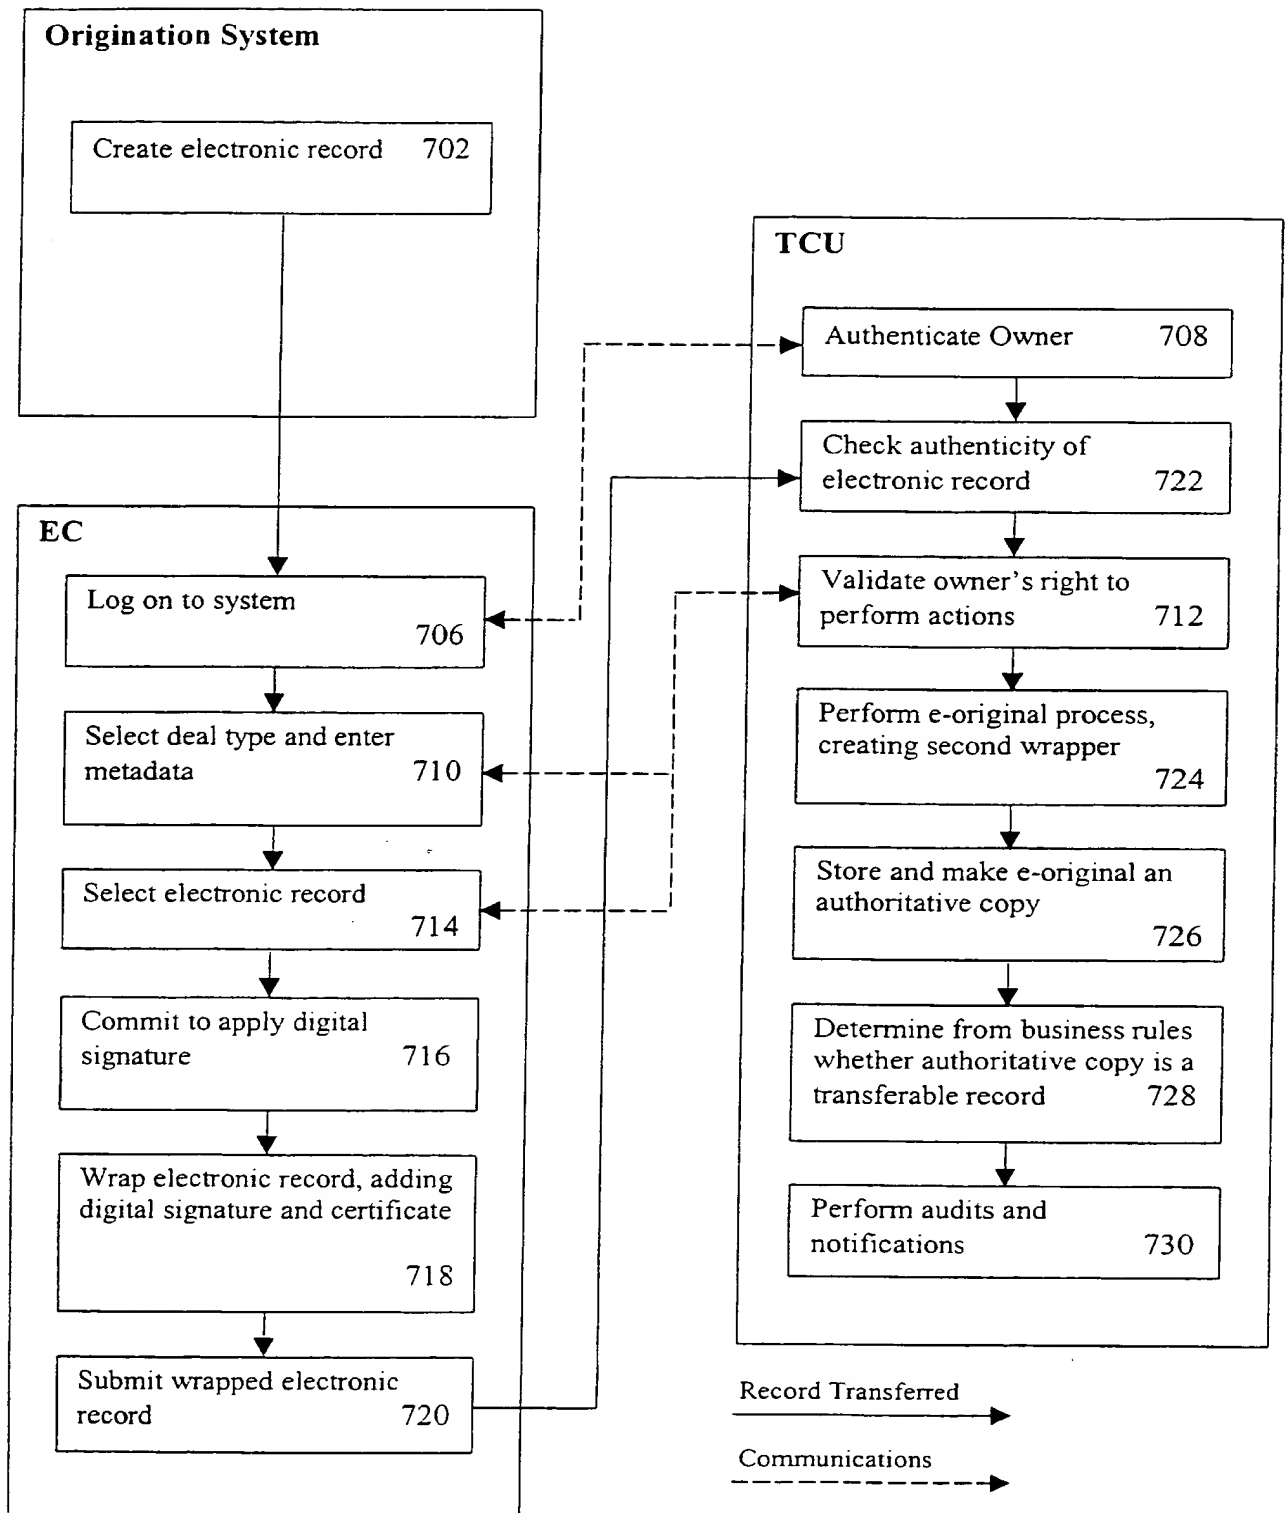 Origination System
Create electronic record 702
EC
Log on to system
706
Select deal type and enter
metadata 710
Select electronic record
714
Commit to apply digital
signature 716
Wrap electronic record, adding
digital signature and certificate
718
Submit wrapped electronic
record 720
TCU
Authenticate Owner 708
Check authenticity of
electronic record 722
Validate owner's right to
perform actions 712
Perform e-original process,
creating second wrapper
724
Store and make e-original an
authoritative copy
726
Determine from business rules
whether authoritative copy is a
transferable record 728
Perform audits and
notifications 730
Record Transferred
Communications